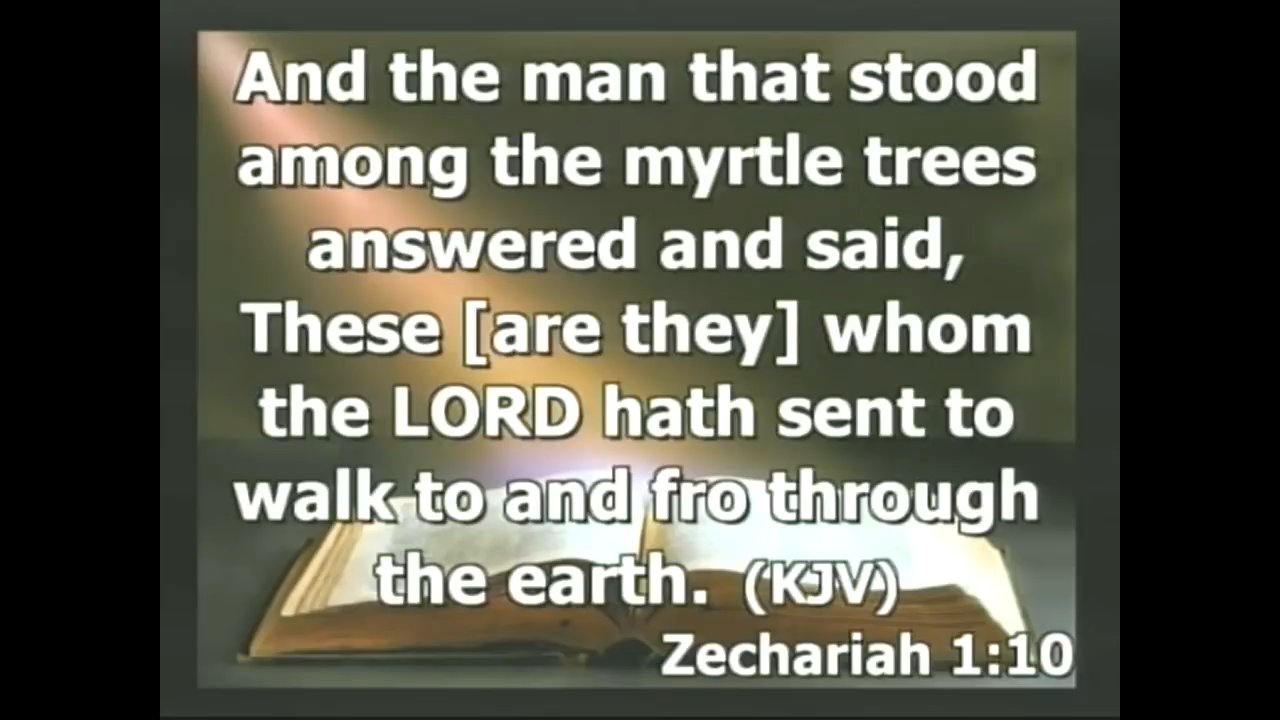 And the man that stood
among the myrtle trees
answered and said,
These [are they] whom
the LORD hath sent to
walk to and fro through
the earth. (KJV)
Zechariah 1:10